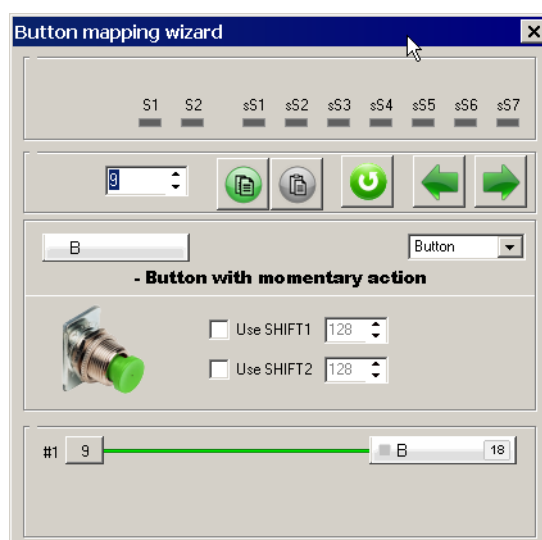 Button mapping wizard
S1 S2 sS1 sS2 sS3 sS4 sS5 sS6 sS7
9
B Button
- Button with momentary action
Use SHIFT1 128
Use SHIFT2 128
#1 9 B 18